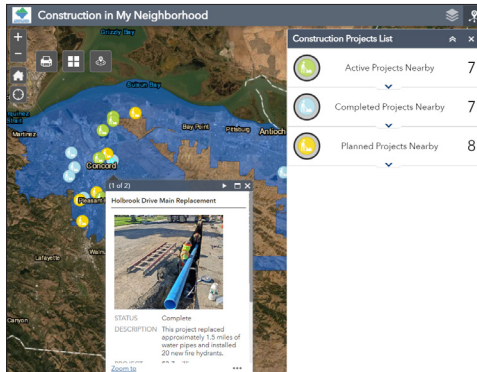 Construction in My Neighborhood
Grizzly Bay
Suisun Bay
Martinez
Bay Point
Pittsburg
Antioch
Concord
Pleasant
Walnu
Lafayette
Canyon
Construction Projects List
Active Projects Nearby 7
Completed Projects Nearby 7
Planned Projects Nearby 8
(1 of 2)
Holbrook Drive Main Replacement
STATUS Complete
DESCRIPTION This project replaced
approximately 1.5 miles of
water pipes and installed
20 new fire hydrants.
PROJECT
Zoom to